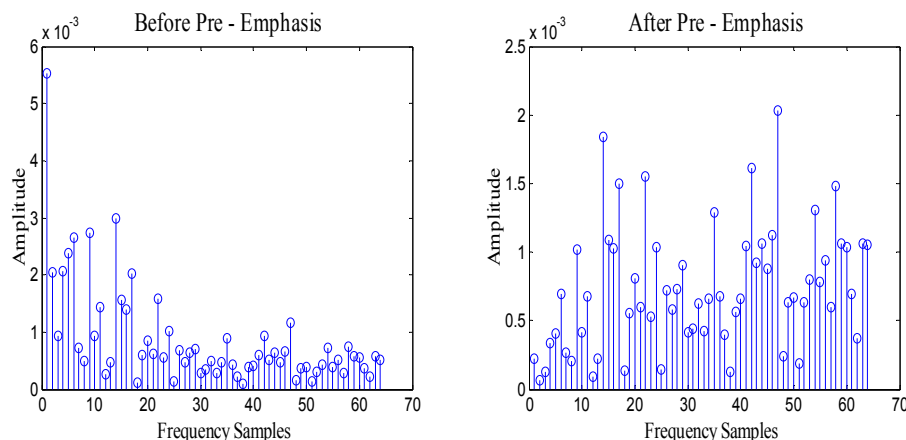 Before Pre - Emphasis
x 10⁻³
6
5
4
3
2
1
0
Amplitude
0 10 20 30 40 50 60 70
Frequency Samples
After Pre - Emphasis
x 10⁻³
2.5
2
1.5
1
0.5
0
Amplitude
0 10 20 30 40 50 60 70
Frequency Samples